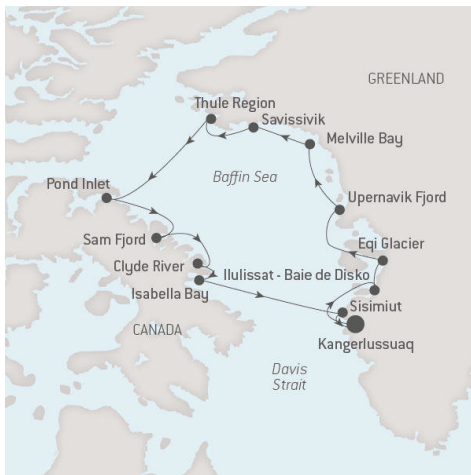 GREENLAND
Thule Region
Savissivik
Melville Bay
Baffin Sea
Pond Inlet
Upernavik Fjord
Sam Fjord
Eqi Glacier
Clyde River
Ilulissat - Baie de Disko
Isabella Bay
Sisimiut
CANADA
Kangerlussuaq
Davis
Strait